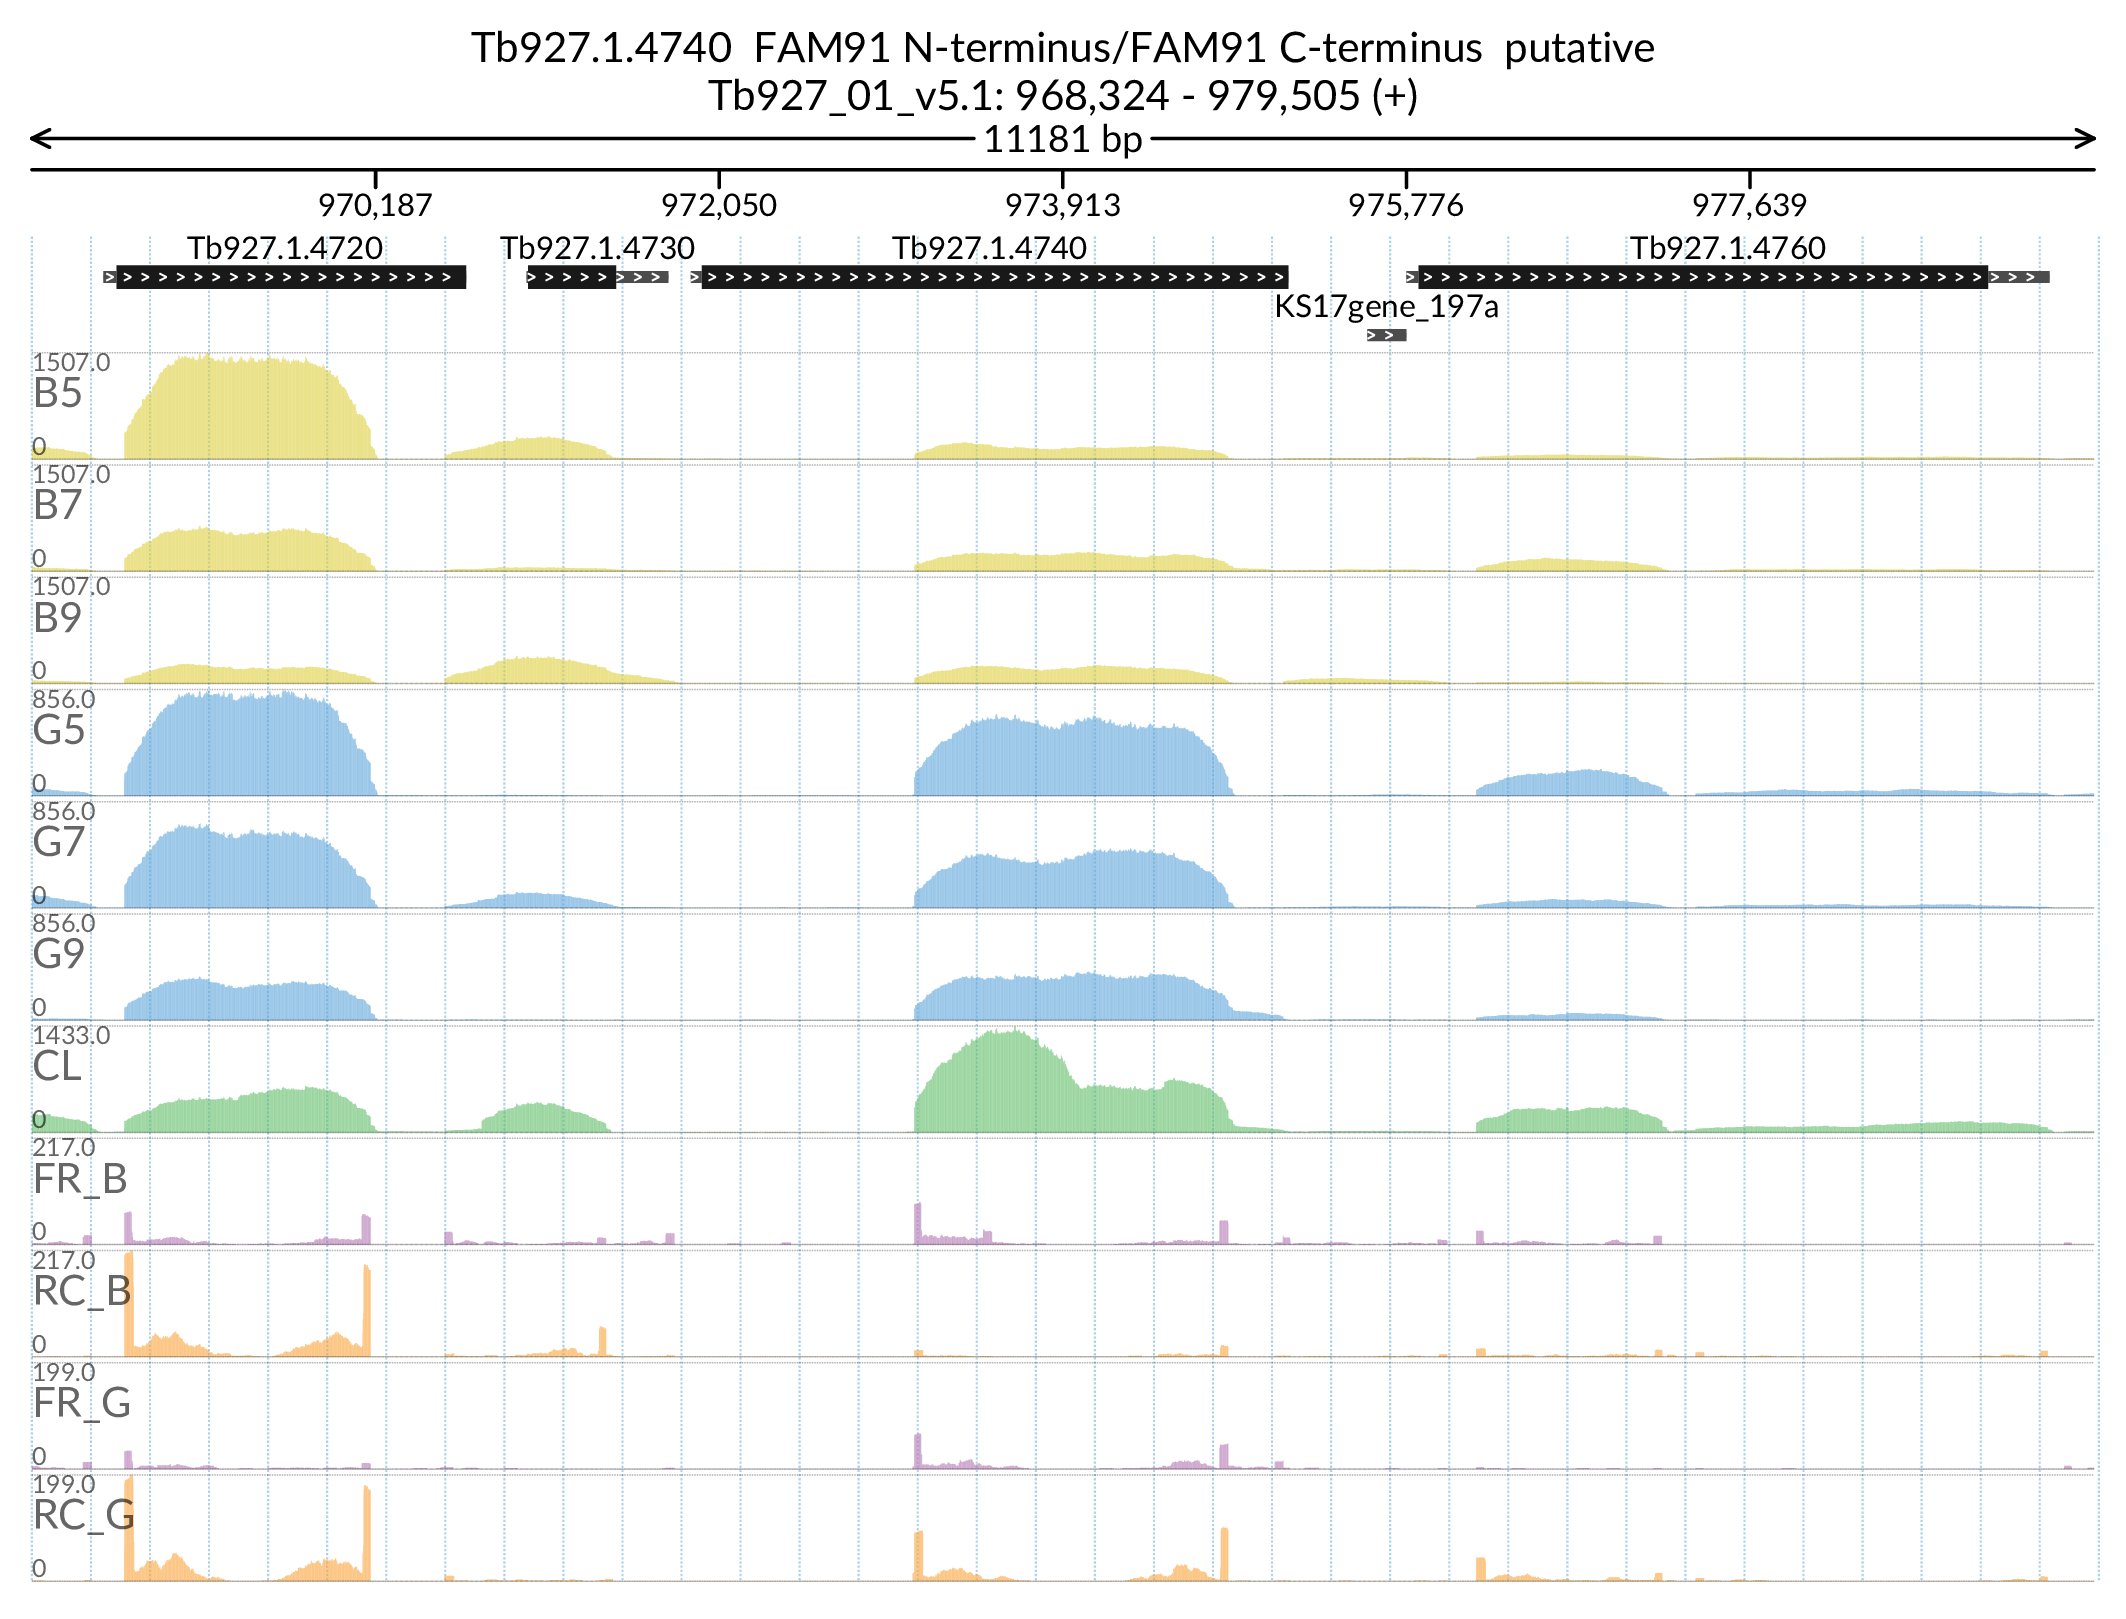 Tb927.1.4740  FAM91 N-terminus/FAM91 C-terminus  putative
Tb927_01_v5.1: 968,324 - 979,505 (+)
11181 bp
970,187 972,050 973,913 975,776 977,639
Tb927.1.4720 Tb927.1.4730 Tb927.1.4740 Tb927.1.4760
KS17gene_197a
1507.0
B5
0
1507.0
B7
0
1507.0
B9
0
856.0
G5
0
856.0
G7
0
856.0
G9
0
1433.0
CL
0
217.0
FR_B
0
217.0
RC_B
0
199.0
FR_G
0
199.0
RC_G
0